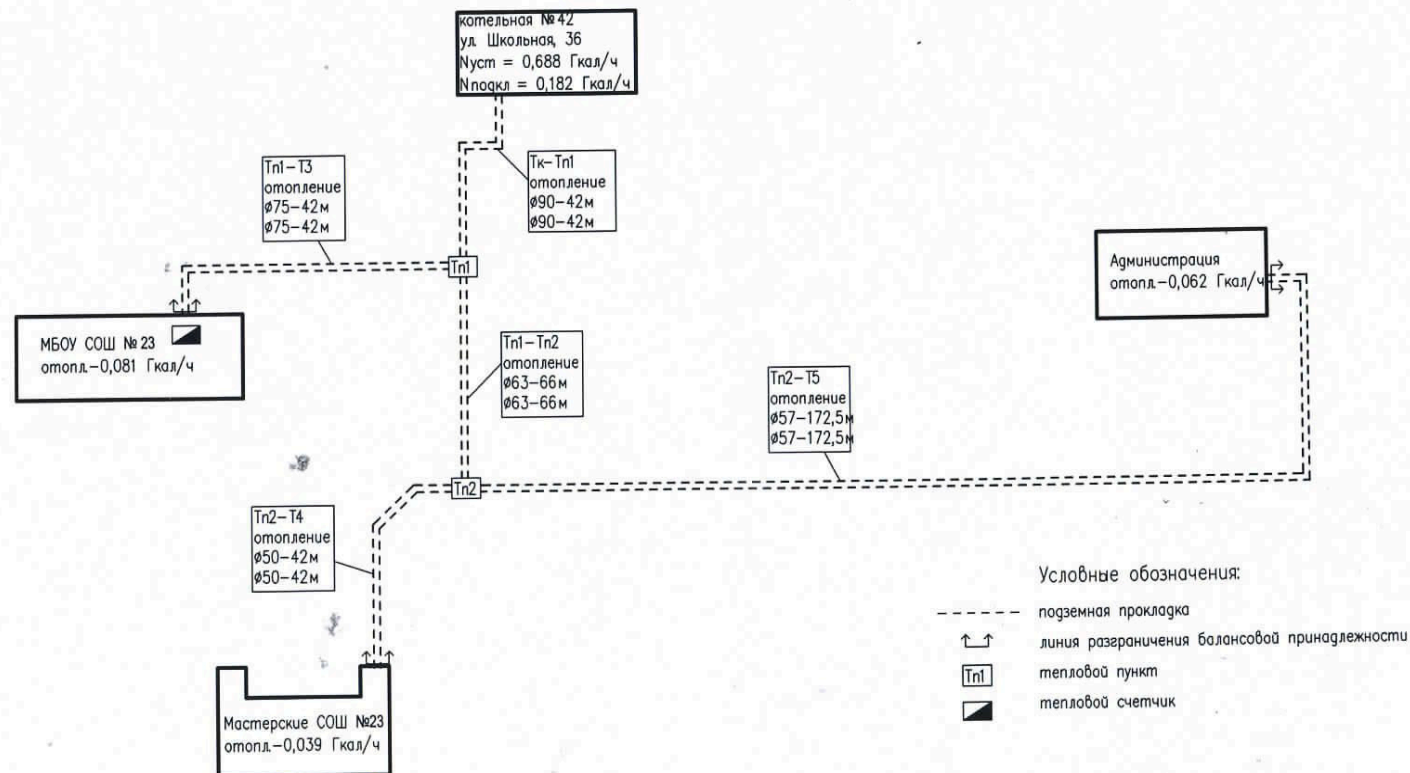 котельная № 42
ул. Школьная, 36
Nуст = 0,688 Гкал/ч
Nподкл = 0,182 Гкал/ч
Тп1-Т3
отопление
ø75-42м
ø75-42м
Тк-Тп1
отопление
ø90-42м
ø90-42м
Тп1
Администрация
отопл.-0,062 Гкал/ч
МБОУ СОШ № 23
отопл.-0,081 Гкал/ч
Тп1-Тп2
отопление
ø63-66м
ø63-66м
Тп2-Т5
отопление
ø57-172,5м
ø57-172,5м
Тп2
Тп2-Т4
отопление
ø50-42м
ø50-42м
Мастерские СОШ №23
отопл.-0,039 Гкал/ч
Условные обозначения:
подземная прокладка
линия разграничения балансовой принадлежности
Тп1
тепловой пункт
тепловой счетчик